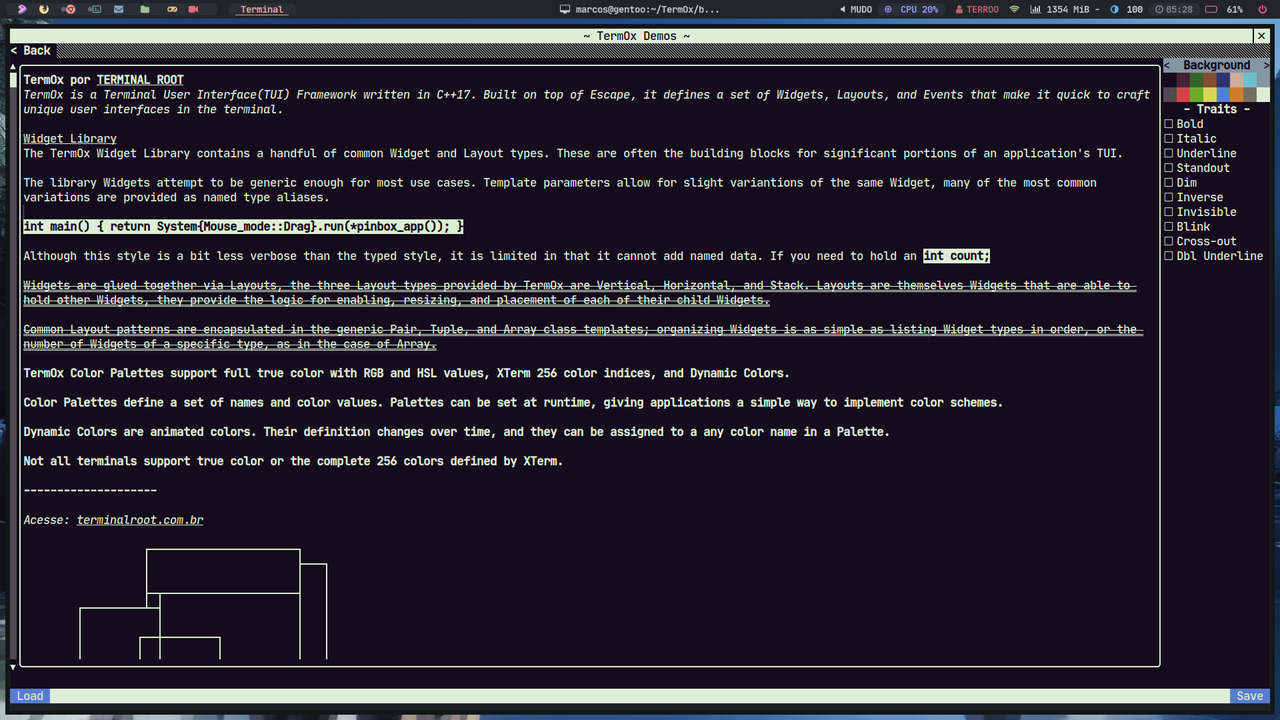 Terminal
marcos@gentoo:~/TermOx/b...
MUDO
CPU 20%
TERROO
1354 MiB -
100
05:28
61%
~ TermOx Demos ~
< Back
TermOx por TERMINAL ROOT
TermOx is a Terminal User Interface(TUI) Framework written in C++17. Built on top of Escape, it defines a set of Widgets, Layouts, and Events that make it quick to craft
unique user interfaces in the terminal.
Widget Library
The TermOx Widget Library contains a handful of common Widget and Layout types. These are often the building blocks for significant portions of an application's TUI.
The library Widgets attempt to be generic enough for most use cases. Template parameters allow for slight variantions of the same Widget, many of the most common
variations are provided as named type aliases.
int main() { return System{Mouse_mode::Drag}.run(*pinbox_app()); }
Although this style is a bit less verbose than the typed style, it is limited in that it cannot add named data. If you need to hold an int count;
Widgets are glued together via Layouts, the three Layout types provided by TermOx are Vertical, Horizontal, and Stack. Layouts are themselves Widgets that are able to
hold other Widgets, they provide the logic for enabling, resizing, and placement of each of their child Widgets.
Common Layout patterns are encapsulated in the generic Pair, Tuple, and Array class templates; organizing Widgets is as simple as listing Widget types in order, or the
number of Widgets of a specific type, as in the case of Array.
TermOx Color Palettes support full true color with RGB and HSL values, XTerm 256 color indices, and Dynamic Colors.
Color Palettes define a set of names and color values. Palettes can be set at runtime, giving applications a simple way to implement color schemes.
Dynamic Colors are animated colors. Their definition changes over time, and they can be assigned to a any color name in a Palette.
Not all terminals support true color or the complete 256 colors defined by XTerm.
--------------------
Acesse: terminalroot.com.br
< Background >
~ Traits ~
Bold
Italic
Underline
Standout
Dim
Inverse
Invisible
Blink
Cross-out
Dbl Underline
Load
Save